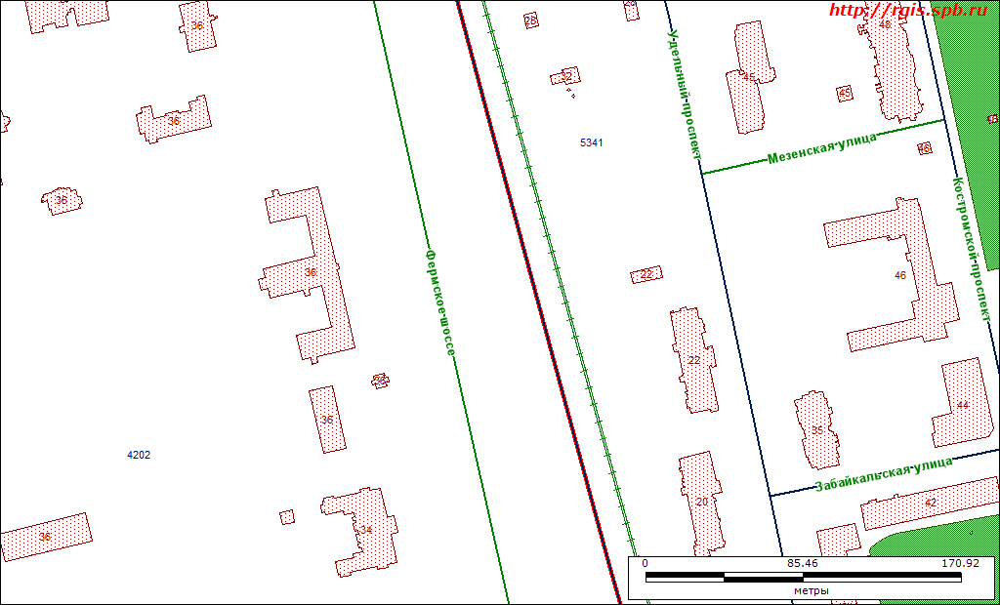 http://rgis.spb.ru
36
28
48
32
45
45
36
5341
Удельный проспект
Мезенская улица
46
36
Костромской проспект
36
22
46
Фермское шоссе
22
36
36
44
35
4202
Забайкальская улица
20
42
34
36
0 85.46 170.92
метры